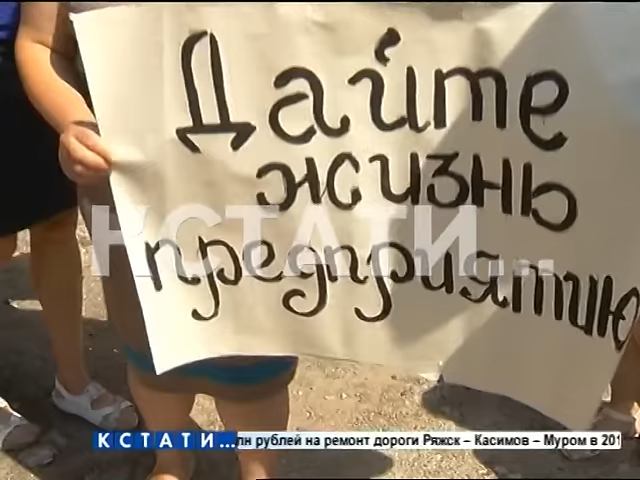 Дайте
жизнь
КСТАТИ...
предприятию
КСТАТИ... лн рублей на ремонт дороги Ряжск – Касимов – Муром в 201